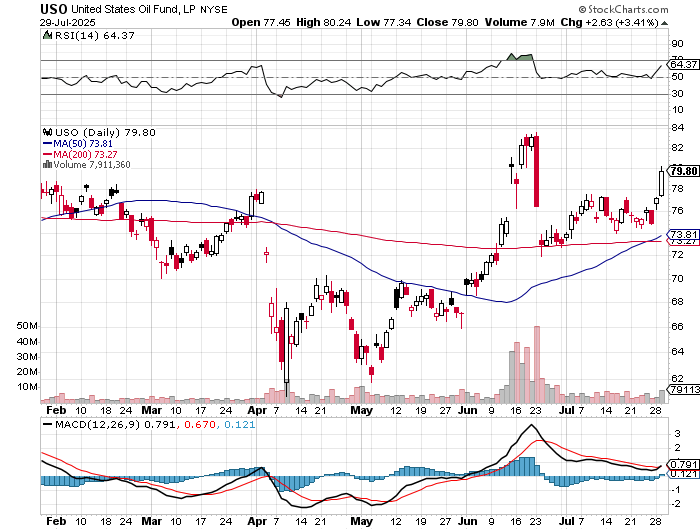 USO United States Oil Fund, LP NYSE © StockCharts.com
29-Jul-2025 Open 77.45 High 80.24 Low 77.34 Close 79.80 Volume 7.9M Chg +2.63 (+3.41%)
RSI(14) 64.37
90
70
64.37
50
30
10
USO (Daily) 79.80
MA(50) 73.81
MA(200) 73.27
Volume 7,911,360
84
82
79.80
78
76
73.81
73.27
72
70
68
66
64
62
50M
40M
30M
20M
10M
79113
Feb 10 18 24 Mar 10 17 24 Apr 7 14 21 May 12 19 27 Jun 9 16 23 Jul 7 14 21 28
MACD(12,26,9) 0.791, 0.670, 0.121
3
2
0.791
0.121
Feb 10 18 24 Mar 10 17 24 Apr 7 14 21 May 12 19 27 Jun 9 16 23 Jul 7 14 21 28